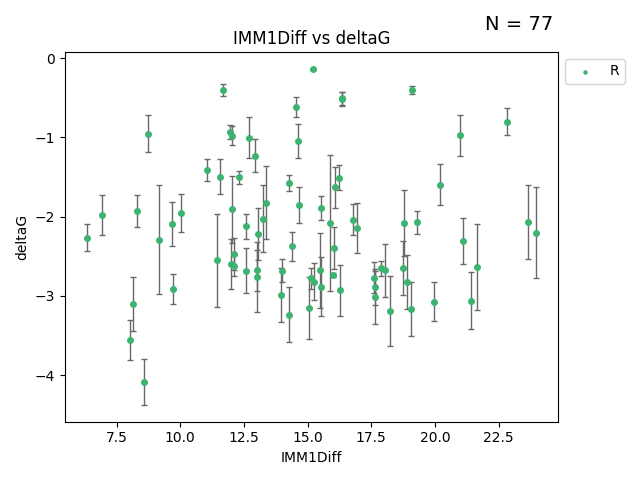 N = 77
IMM1Diff vs deltaG
R
deltaG
0
−1
−2
−3
−4
7.5 10.0 12.5 15.0 17.5 20.0 22.5
IMM1Diff